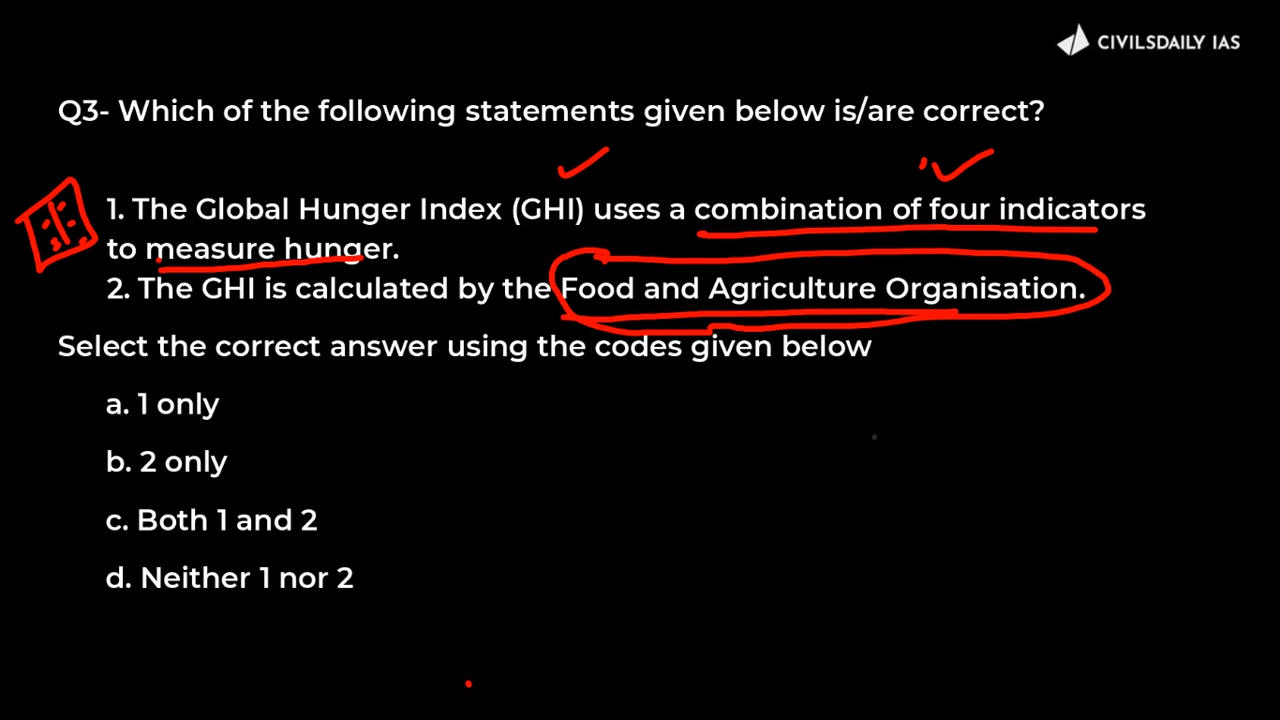 CIVILSDAILY IAS
Q3- Which of the following statements given below is/are correct?
1. The Global Hunger Index (GHI) uses a combination of four indicators
to measure hunger.
2. The GHI is calculated by the Food and Agriculture Organisation.
Select the correct answer using the codes given below
a. 1 only
b. 2 only
c. Both 1 and 2
d. Neither 1 nor 2